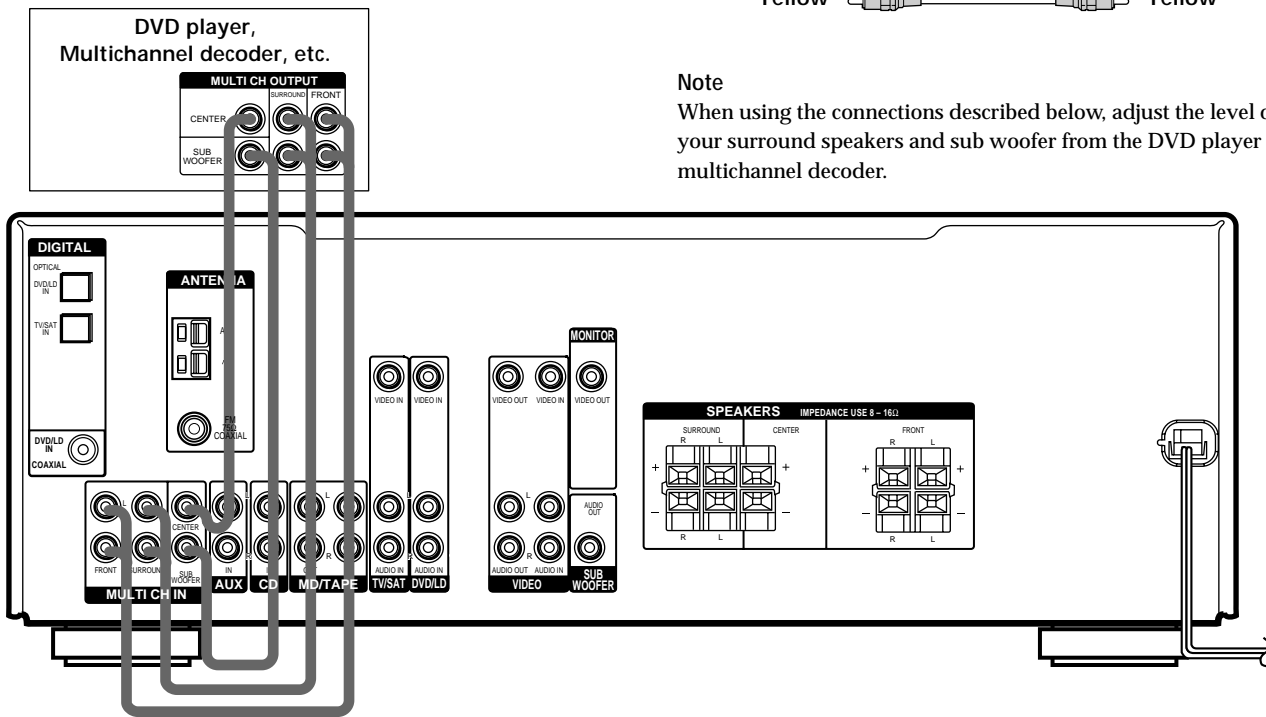 Yellow Yellow
DVD player,
Multichannel decoder, etc.
MULTI CH OUTPUT
SURROUND FRONT
CENTER
SUB
WOOFER
Note
When using the connections described below, adjust the level
your surround speakers and sub woofer from the DVD player
multichannel decoder.
DIGITAL
OPTICAL
DVD/LD
IN
TV/SAT
IN
DVD/LD
IN
COAXIAL
ANTENNA
A
A
FM
75Ω
COAXIAL
MONITOR
VIDEO IN VIDEO IN VIDEO OUT VIDEO IN VIDEO OUT
SPEAKERS IMPEDANCE USE 8 – 16Ω
SURROUND CENTER FRONT
R L R L
+ + + +
– – – –
R L R L
L L L L L
CENTER
AUDIO
OUT
R R R R
FRONT SURROUND SUB
WOOFER
IN AUDIO IN AUDIO IN AUDIO OUT AUDIO IN
MULTI CH IN AUX CD MD/TAPE TV/SAT DVD/LD VIDEO SUB
WOOFER